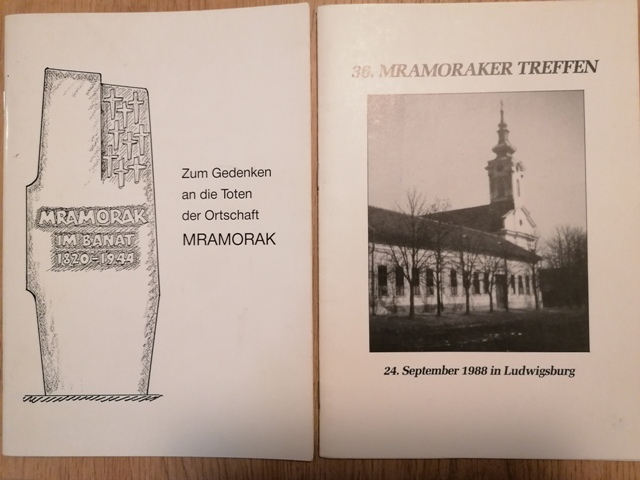 MRAMORAK
IM BANAT
1820-1944
Zum Gedenken
an die Toten
der Ortschaft
MRAMORAK
36. MRAMORAKER TREFFEN
24. September 1988 in Ludwigsburg